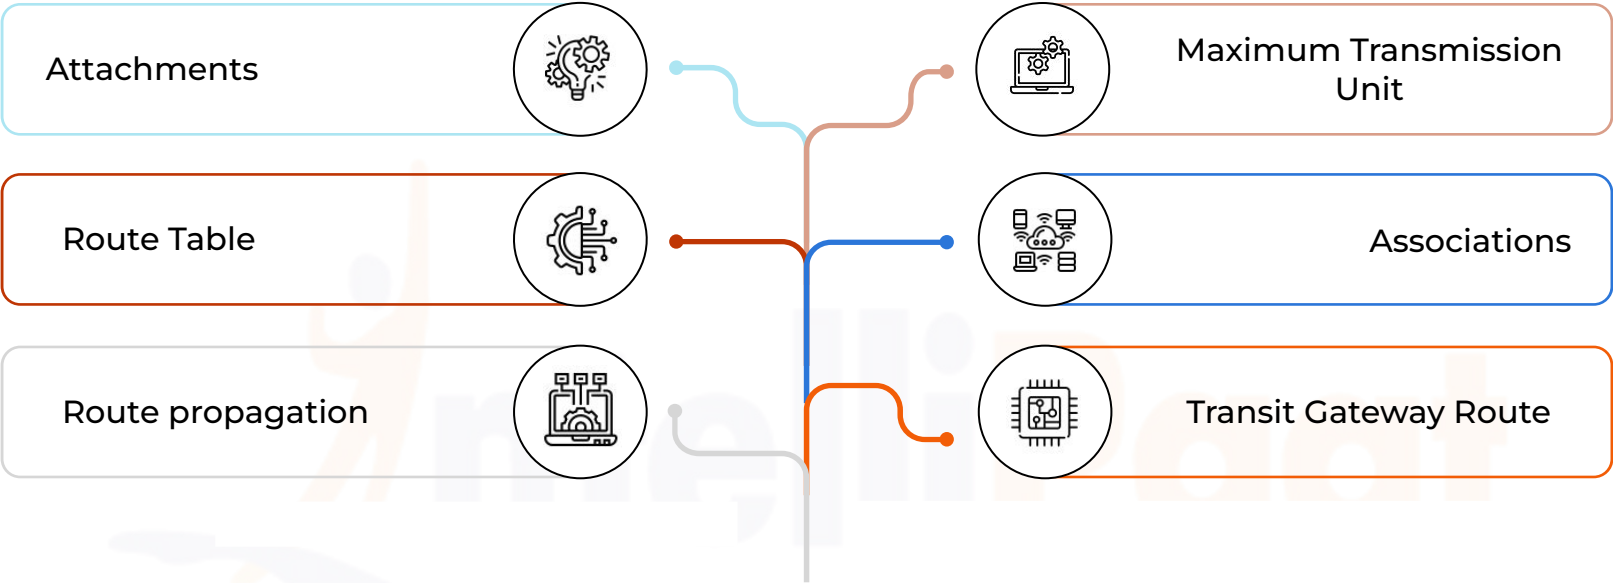 Attachments
Maximum Transmission
Unit
Route Table
Associations
Route propagation
Transit Gateway Route